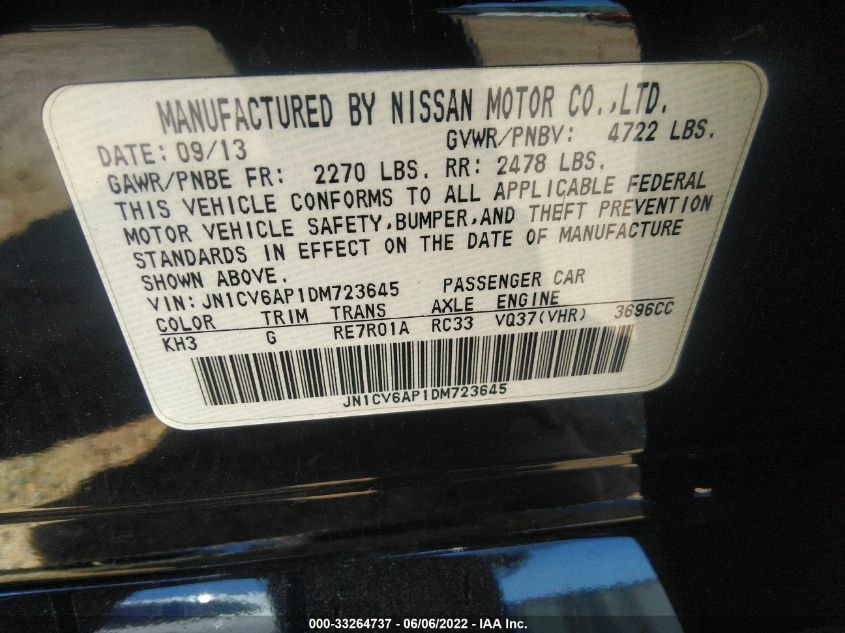 MANUFACTURED BY NISSAN MOTOR CO.,LTD.
DATE: 09/13 GVWR/PNBV: 4722 LBS.
GAWR/PNBE FR: 2270 LBS. RR: 2478 LBS.
THIS VEHICLE CONFORMS TO ALL APPLICABLE FEDERAL
MOTOR VEHICLE SAFETY,BUMPER,AND THEFT PREVENTION
STANDARDS IN EFFECT ON THE DATE OF MANUFACTURE
SHOWN ABOVE.
VIN: JN1CV6AP1DM723645 PASSENGER CAR
COLOR TRIM TRANS AXLE ENGINE
KH3 G RE7R01A RC33 VQ37(VHR) 3696CC
JN1CV6AP1DM723645
000-33264737 - 06/06/2022 - IAA Inc.